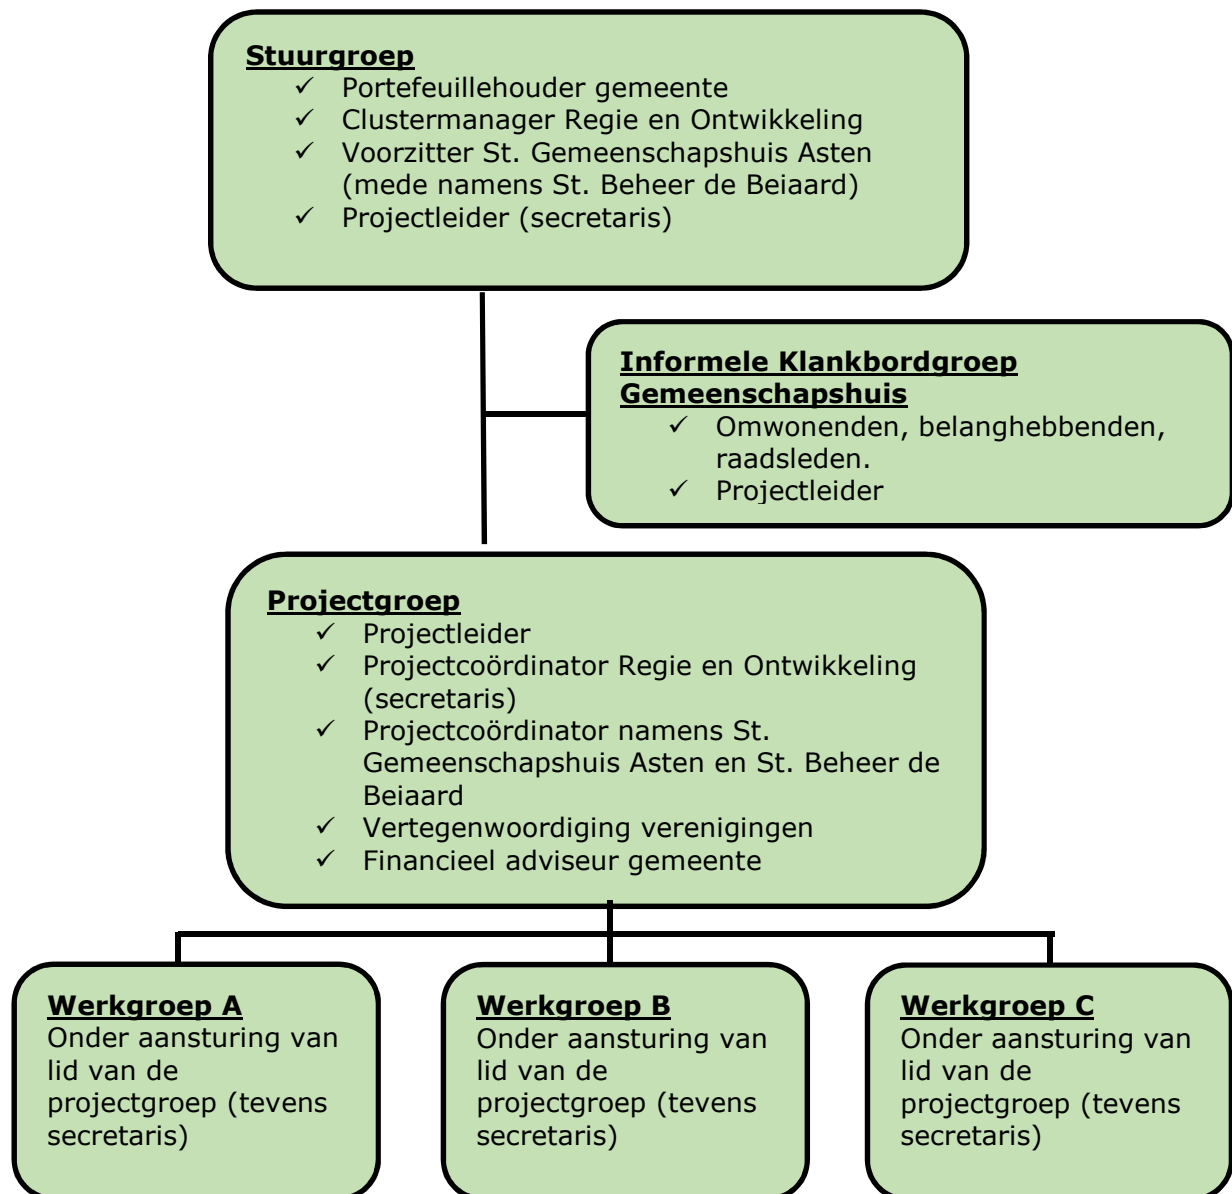 Stuurgroep
✓ Portefeuillehouder gemeente
✓ Clustermanager Regie en Ontwikkeling
✓ Voorzitter St. Gemeenschapshuis Asten
(mede namens St. Beheer de Beiaard)
✓ Projectleider (secretaris)
Informele Klankbordgroep
Gemeenschapshuis
✓ Omwonenden, belanghebbenden,
raadsleden.
✓ Projectleider
Projectgroep
✓ Projectleider
✓ Projectcoördinator Regie en Ontwikkeling
(secretaris)
✓ Projectcoördinator namens St.
Gemeenschapshuis Asten en St. Beheer de
Beiaard
✓ Vertegenwoordiging verenigingen
✓ Financieel adviseur gemeente
Werkgroep A
Onder aansturing van
lid van de
projectgroep (tevens
secretaris)
Werkgroep B
Onder aansturing van
lid van de
projectgroep (tevens
secretaris)
Werkgroep C
Onder aansturing van
lid van de
projectgroep (tevens
secretaris)